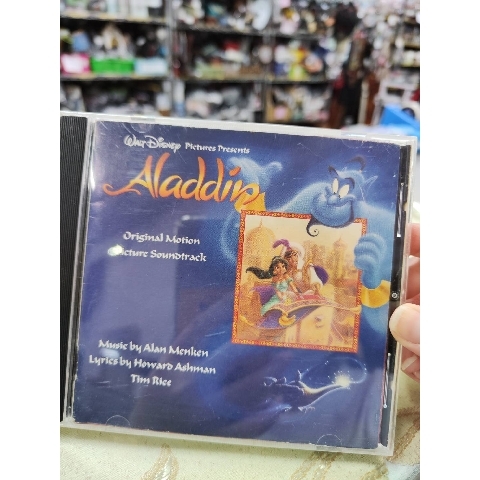 Walt Disney Pictures Presents
Aladdin
Original Motion
Picture Soundtrack
Music by Alan Menken
Lyrics by Howard Ashman
Tim Rice